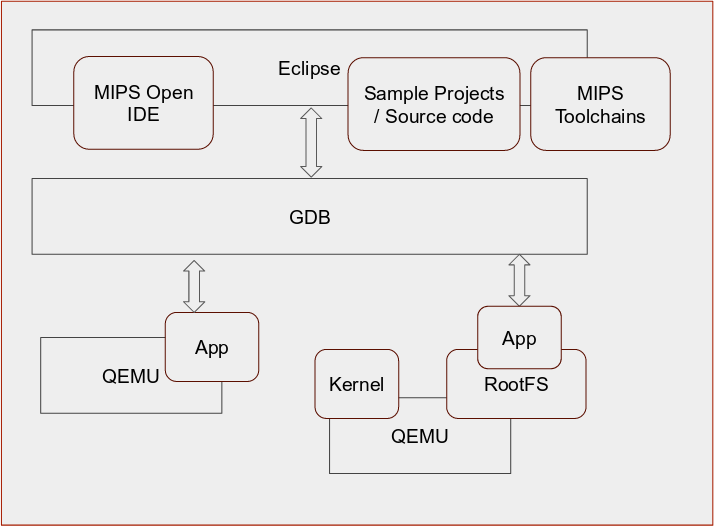 Eclipse
MIPS Open
IDE
Sample Projects
/ Source code
MIPS
Toolchains
GDB
App
QEMU
App
Kernel
RootFS
QEMU